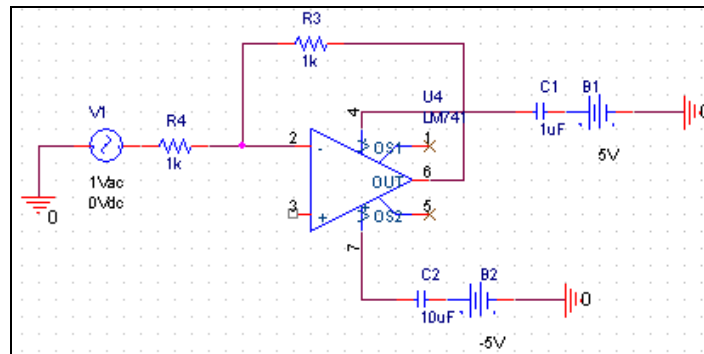 R3
1k
V1
R4
1k
1Vac
0Vdc
0
2
-
3
+
4
7
U4
LM741
OS1
1
OUT
6
OS2
5
C1
1uF
B1
5V
0
C2
10uF
B2
-5V
0